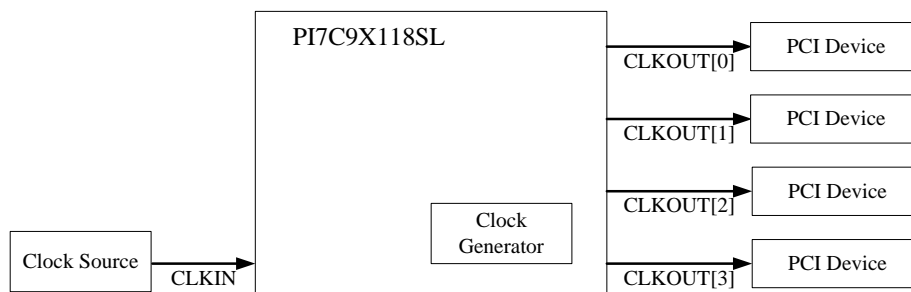 PI7C9X118SL
PCI Device
CLKOUT[0]
PCI Device
CLKOUT[1]
PCI Device
CLKOUT[2]
Clock
Generator
Clock Source
CLKIN
PCI Device
CLKOUT[3]